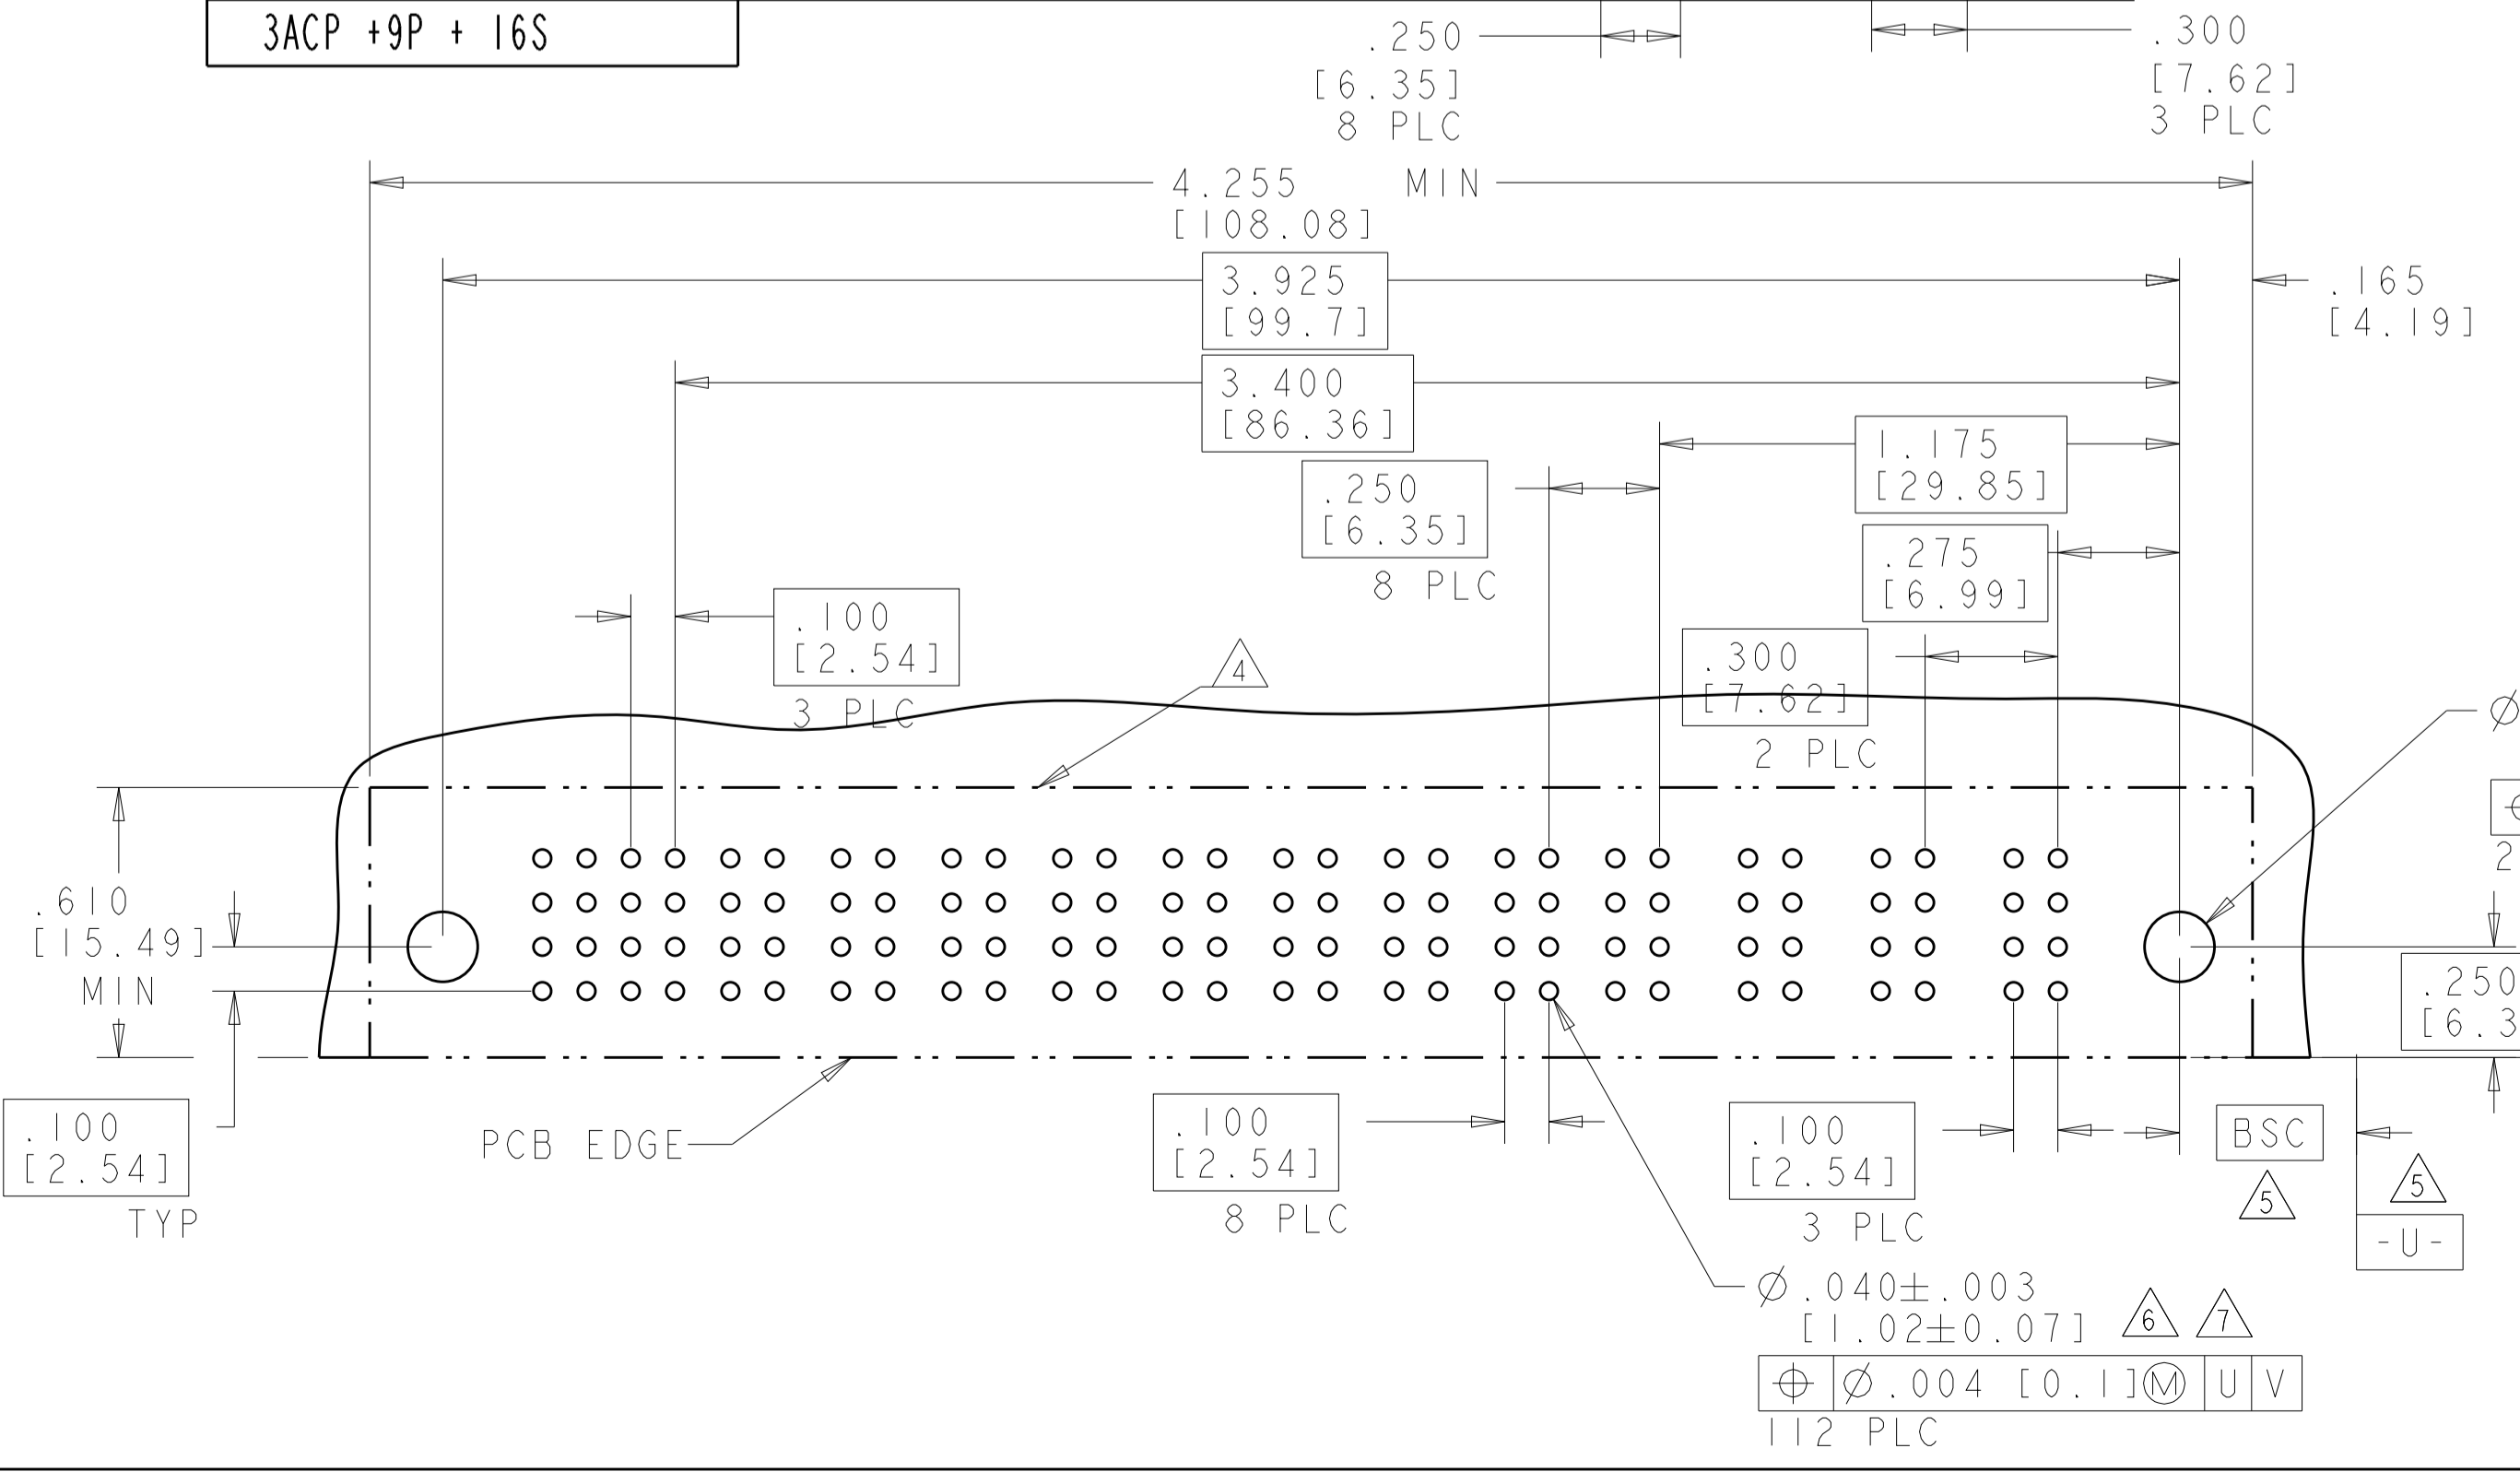 3ACP +9P + 16S
.250
[6.35]
8 PLC
.300
[7.62]
3 PLC
4.255 MIN
[108.08]
3.925
[99.7]
.165
[4.19]
3.400
[86.36]
1.175
[29.85]
.250
[6.35]
8 PLC
.275
[6.99]
.100
[2.54]
3 PLC
4
.300
[7.62]
2 PLC
Ø
2
.610
[15.49]
MIN
.250
[6.3
.100
[2.54]
TYP
PCB EDGE
.100
[2.54]
8 PLC
.100
[2.54]
3 PLC
BSC
5
5
-U-
Ø.040±.003
[1.02±0.07]
6 7
⌖ Ø.004 [0.1]Ⓜ U V
112 PLC